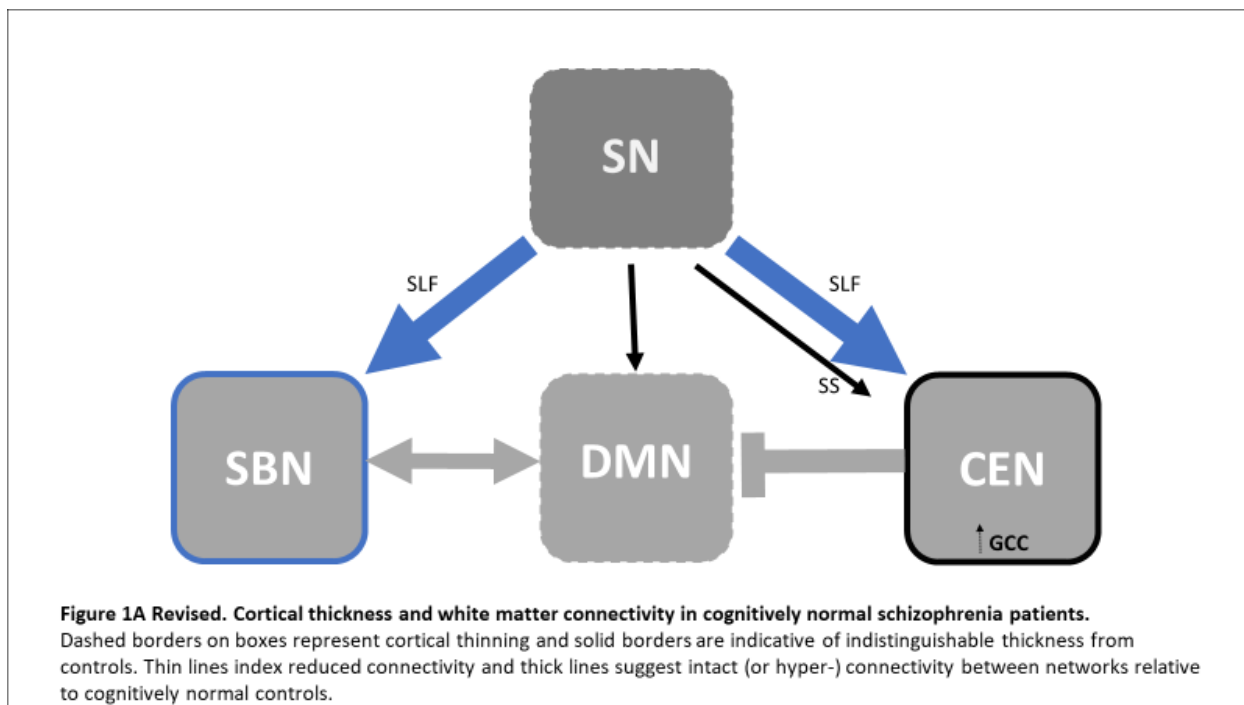 SN
SLF
SLF
SS
SBN
DMN
CEN
GCC
Figure 1A Revised. Cortical thickness and white matter connectivity in cognitively normal schizophrenia patients.
Dashed borders on boxes represent cortical thinning and solid borders are indicative of indistinguishable thickness from
controls. Thin lines index reduced connectivity and thick lines suggest intact (or hyper-) connectivity between networks relative
to cognitively normal controls.